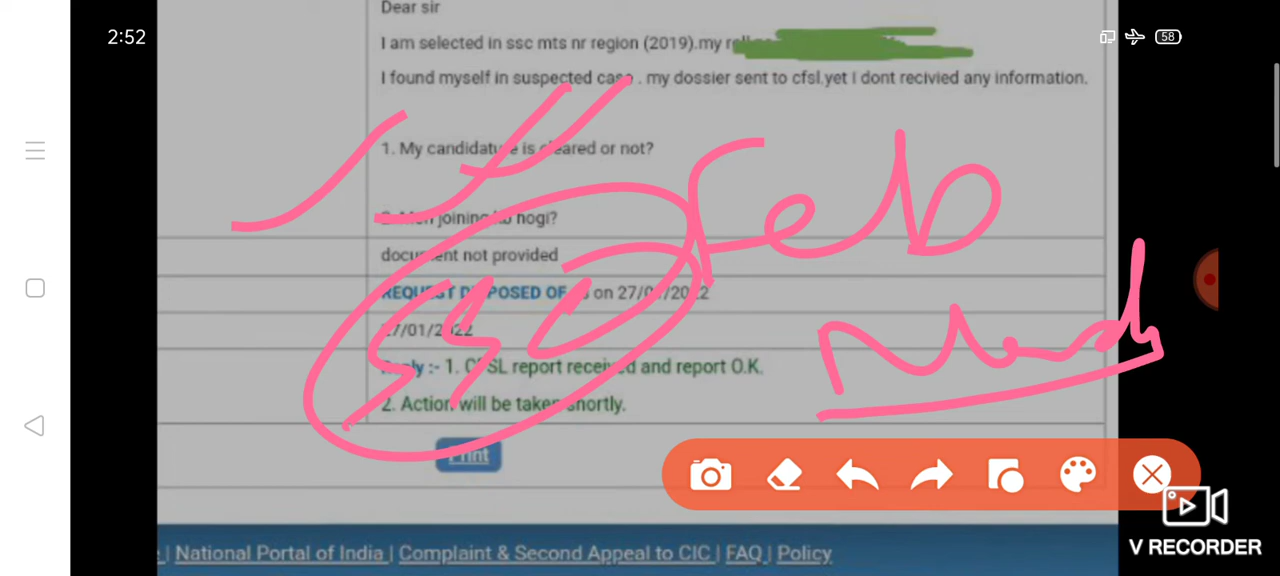 2:52
58
Dear sir
I am selected in ssc mts nr region (2019).my
I found myself in suspected case . my dossier sent to cfsl.yet I dont recivied any information.
1. My candidature is cleared or not?
joining hogi?
document not provided
REQUEST DISPOSED OF as on 27/01/2022
27/01/2022
Reply :- 1. CFSL report received and report O.K.
2. Action will be taken shortly.
feb
Print
V RECORDER
| National Portal of India | Complaint & Second Appeal to CIC | FAQ | Policy